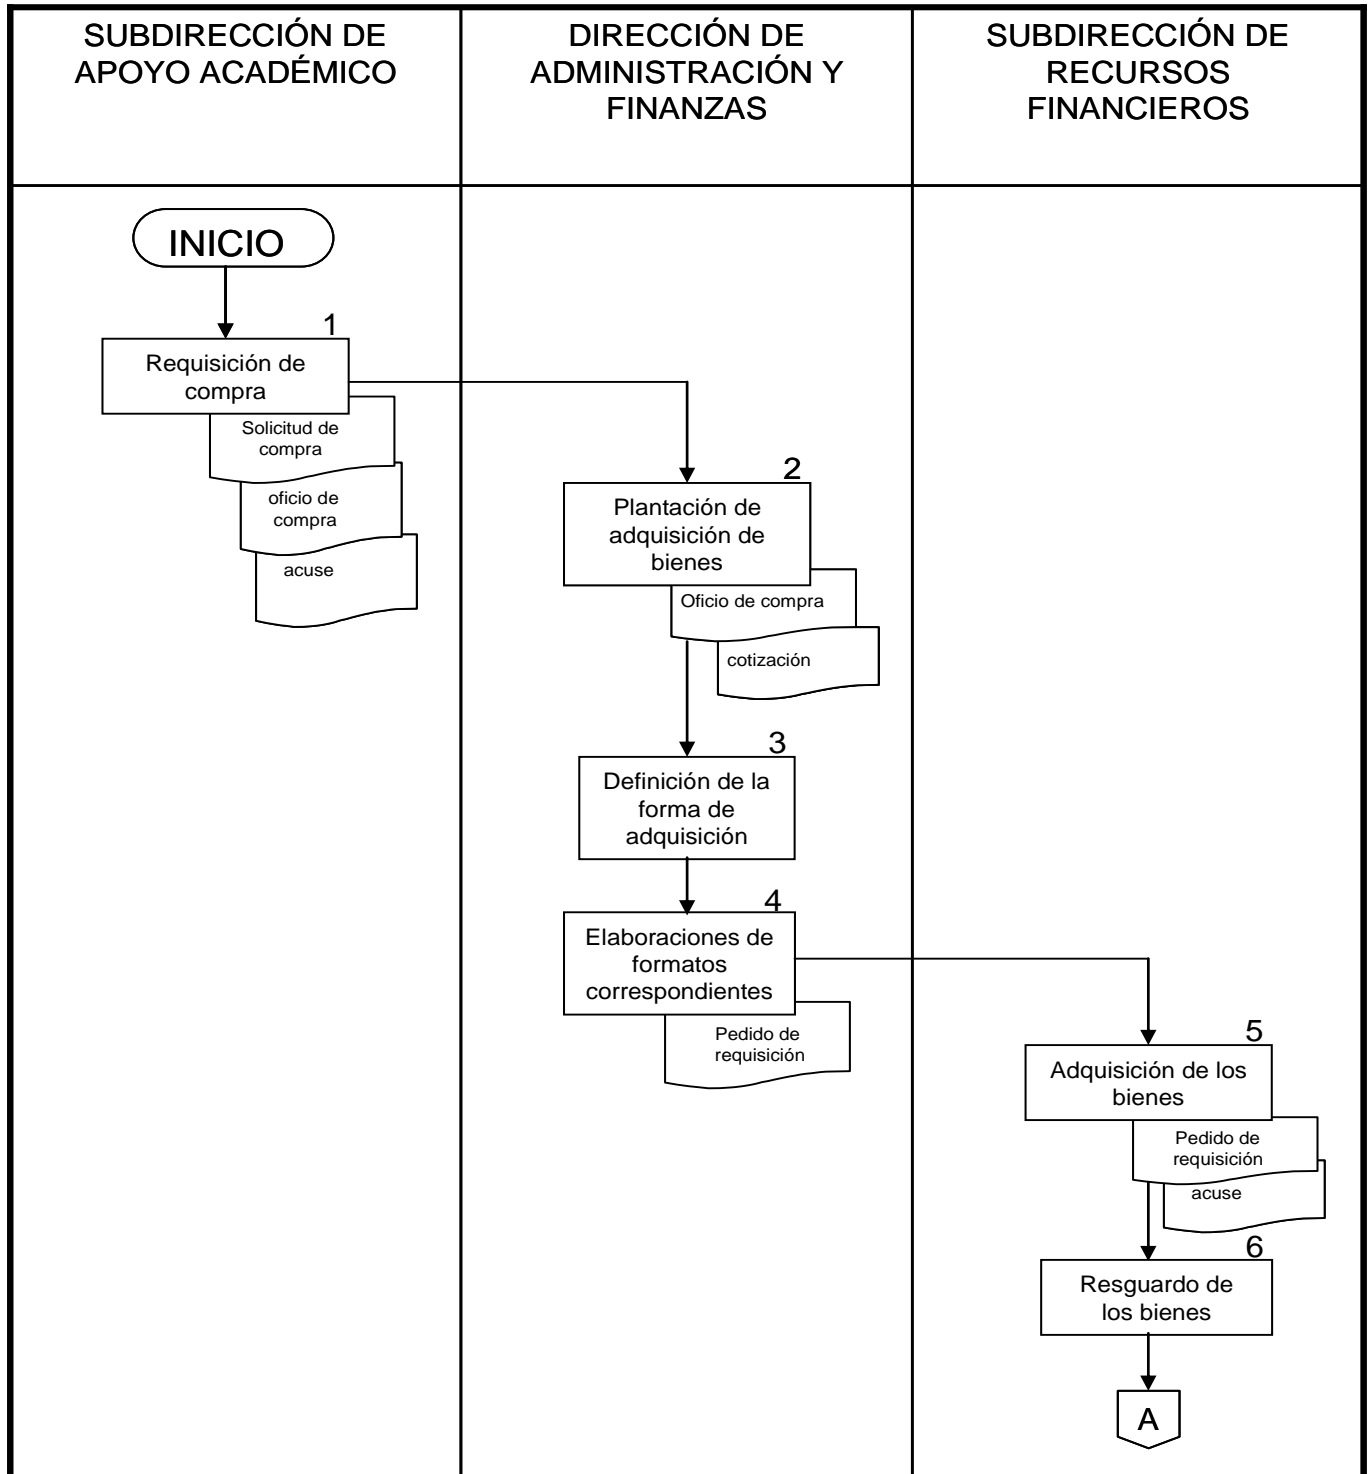 SUBDIRECCIÓN DE
APOYO ACADÉMICO
DIRECCIÓN DE
ADMINISTRACIÓN Y
FINANZAS
SUBDIRECCIÓN DE
RECURSOS
FINANCIEROS
INICIO
1
Requisición de
compra
Solicitud de
compra
oficio de
compra
acuse
2
Plantación de
adquisición de
bienes
Oficio de compra
cotización
3
Definición de la
forma de
adquisición
4
Elaboraciones de
formatos
correspondientes
Pedido de
requisición
5
Adquisición de los
bienes
Pedido de
requisición
acuse
6
Resguardo de
los bienes
A